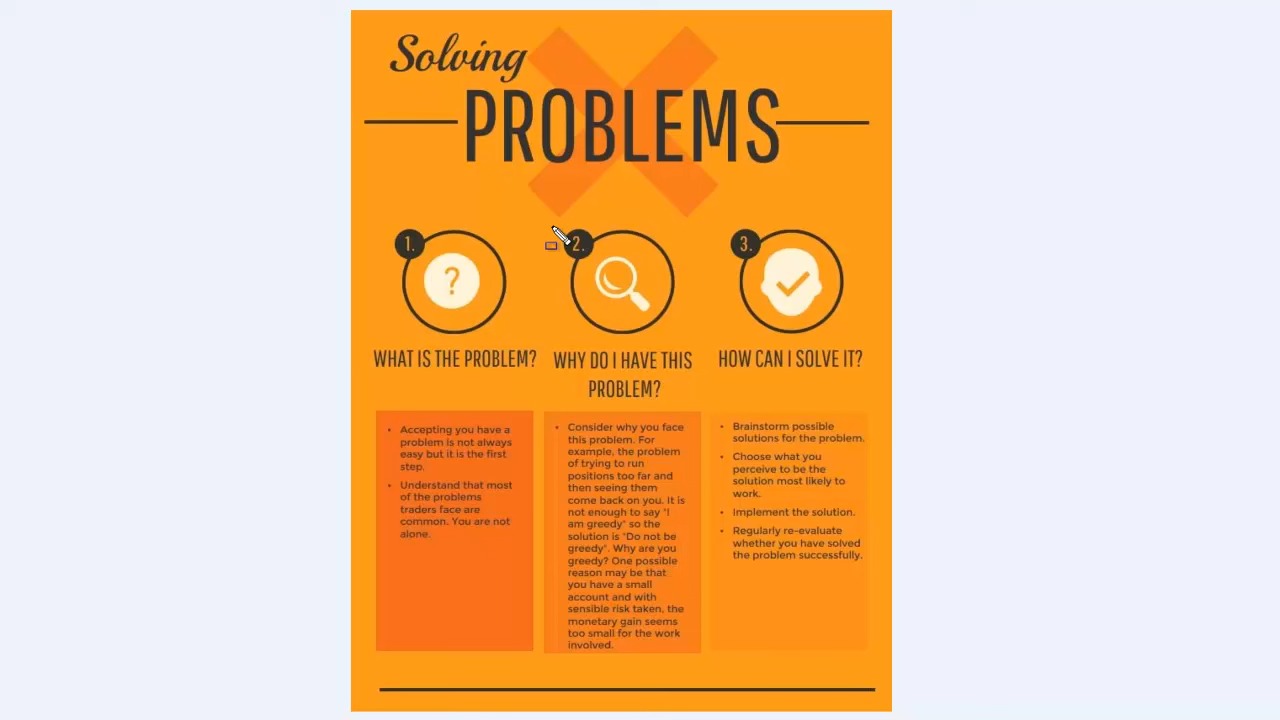 Solving
PROBLEMS
1.
2.
3.
?
WHAT IS THE PROBLEM?
WHY DO I HAVE THIS
PROBLEM?
HOW CAN I SOLVE IT?
• Accepting you have a
problem is not always
easy but it is the first
step.
• Understand that most
of the problems
traders face are
common. You are not
alone.
• Consider why you face
this problem. For
example, the problem
of trying to run
positions too far and
then seeing them
come back on you. It is
not enough to say "I
am greedy" so the
solution is "Do not be
greedy". Why are you
greedy? One possible
reason may be that
you have a small
account and with
sensible risk taken, the
monetary gain seems
too small for the work
involved.
• Brainstorm possible
solutions for the problem.
• Choose what you
perceive to be the
solution most likely to
work.
• Implement the solution.
• Regularly re-evaluate
whether you have solved
the problem successfully.